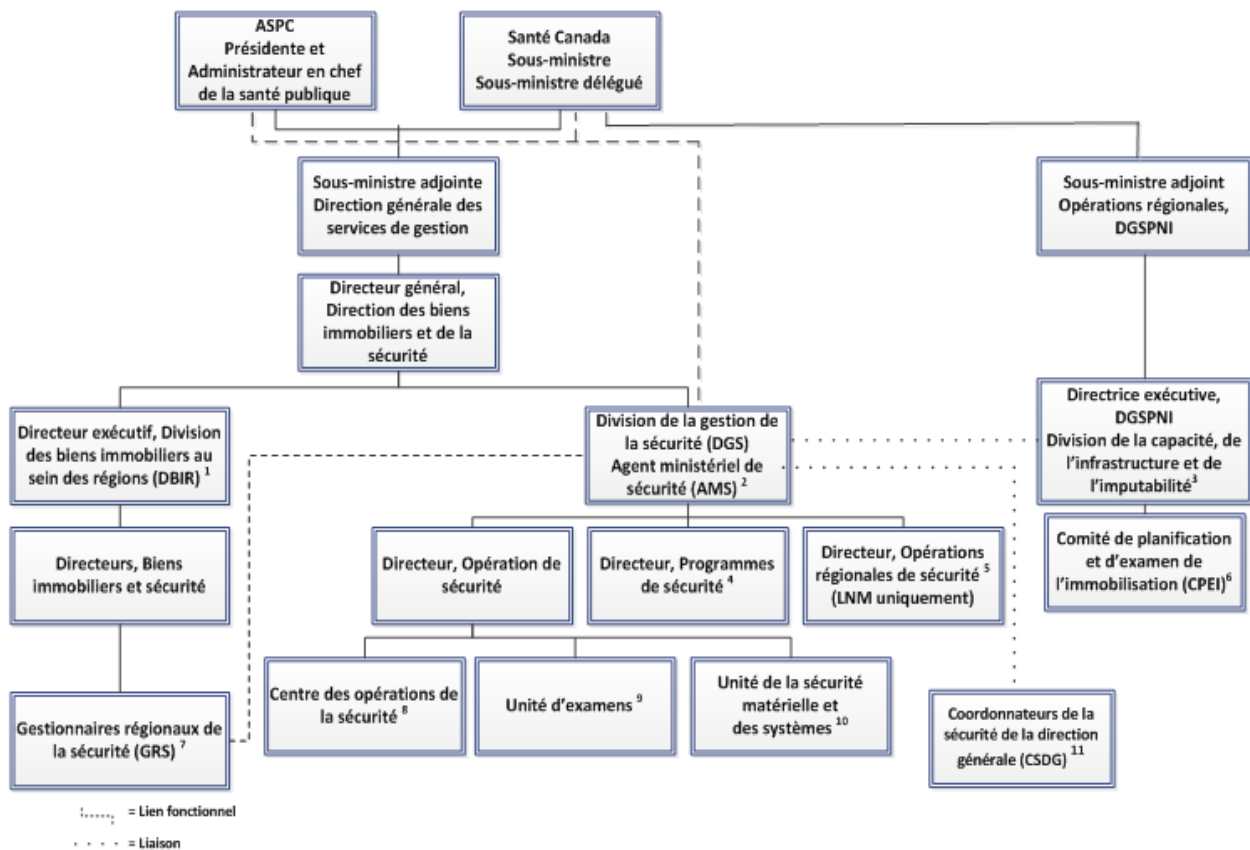 ASPC
Présidente et
Administrateur en chef
de la santé publique
Santé Canada
Sous-ministre
Sous-ministre délégué
Sous-ministre adjointe
Direction générale des
services de gestion
Sous-ministre adjoint
Opérations régionales,
DGSPNI
Directeur général,
Direction des biens
immobiliers et de la
sécurité
Directeur exécutif, Division
des biens immobiliers au
sein des régions (DBIR) 1
Division de la gestion de
la sécurité (DGS)
Agent ministériel de
sécurité (AMS) 2
Directrice exécutive,
DGSPNI
Division de la capacité, de
l'infrastructure et de
l'imputabilité3
Directeurs, Biens
immobiliers et sécurité
Directeur, Opération de
sécurité
Directeur, Programmes
de sécurité 4
Directeur, Opérations
régionales de sécurité 5
(LNM uniquement)
Comité de planification
et d'examen de
l'immobilisation (CPEI)6
Gestionnaires régionaux de
la sécurité (GRS) 7
Centre des opérations de
la sécurité 8
Unité d'examens 9
Unité de la sécurité
matérielle et
des systèmes 10
Coordonnateurs de la
sécurité de la direction
générale (CSDG) 11
= Lien fonctionnel
= Liaison